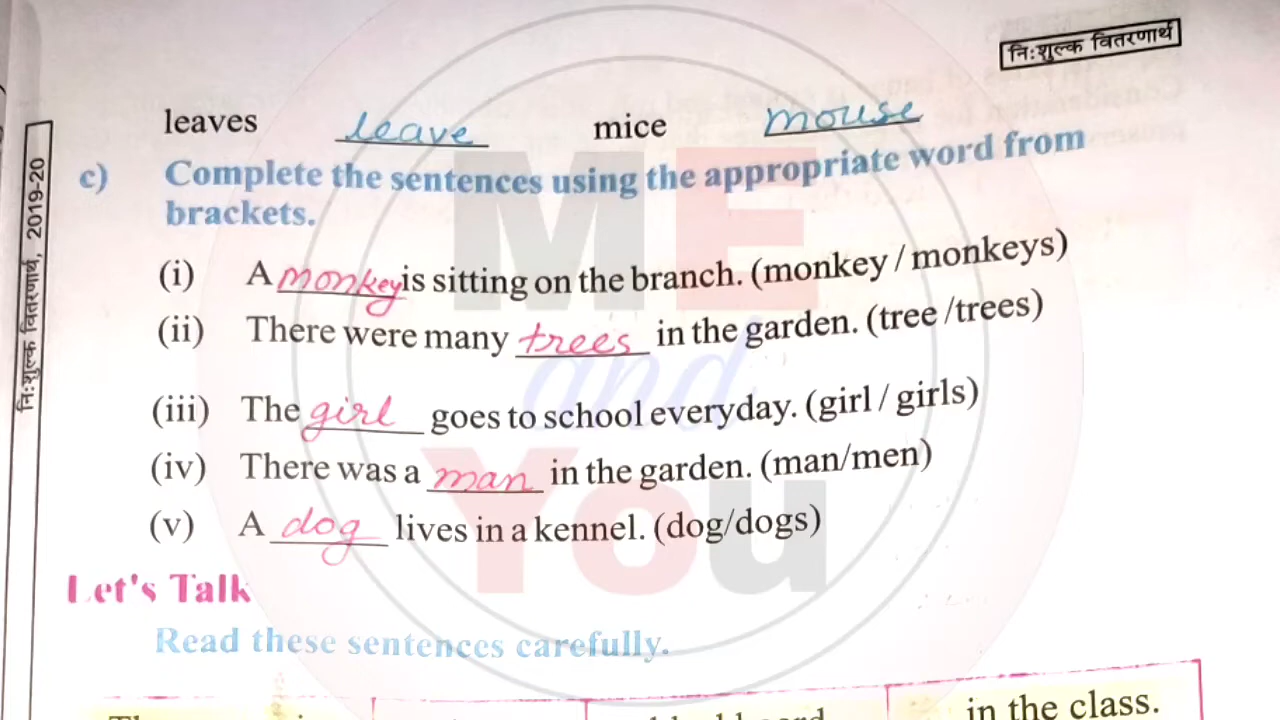 निःशुल्क वितरणार्थ
निःशुल्क वितरणार्थ, 2019-20
leaves leave mice mouse
c) Complete the sentences using the appropriate word from
brackets.
(i) A monkey is sitting on the branch. (monkey / monkeys)
(ii) There were many trees in the garden. (tree /trees)
(iii) The girl goes to school everyday. (girl / girls)
(iv) There was a man in the garden. (man/men)
(v) A dog lives in a kennel. (dog/dogs)
ME
and
You
Let's Talk
Read these sentences carefully.
in the class.